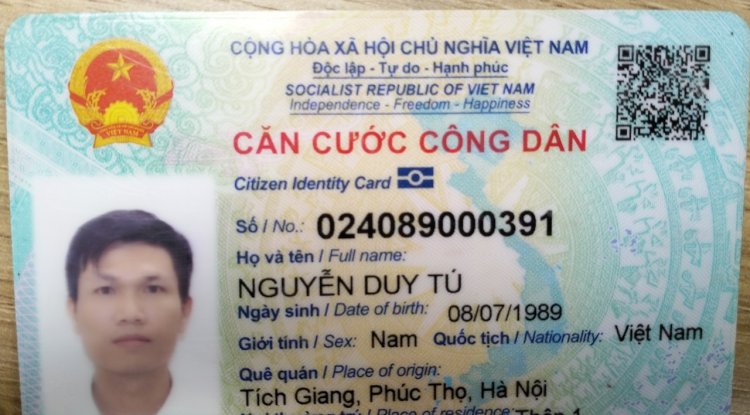 CỘNG HÒA XÃ HỘI CHỦ NGHĨA VIỆT NAM
Độc lập - Tự do - Hạnh phúc
SOCIALIST REPUBLIC OF VIET NAM
Independence - Freedom - Happiness
CĂN CƯỚC CÔNG DÂN
Citizen Identity Card
Số / No.: 024089000391
Họ và tên / Full name:
NGUYỄN DUY TÚ
Ngày sinh / Date of birth: 08/07/1989
Giới tính / Sex: Nam Quốc tịch / Nationality: Việt Nam
Quê quán / Place of origin:
Tích Giang, Phúc Thọ, Hà Nội
Place of residence: Thôn 1
VIỆT NAM